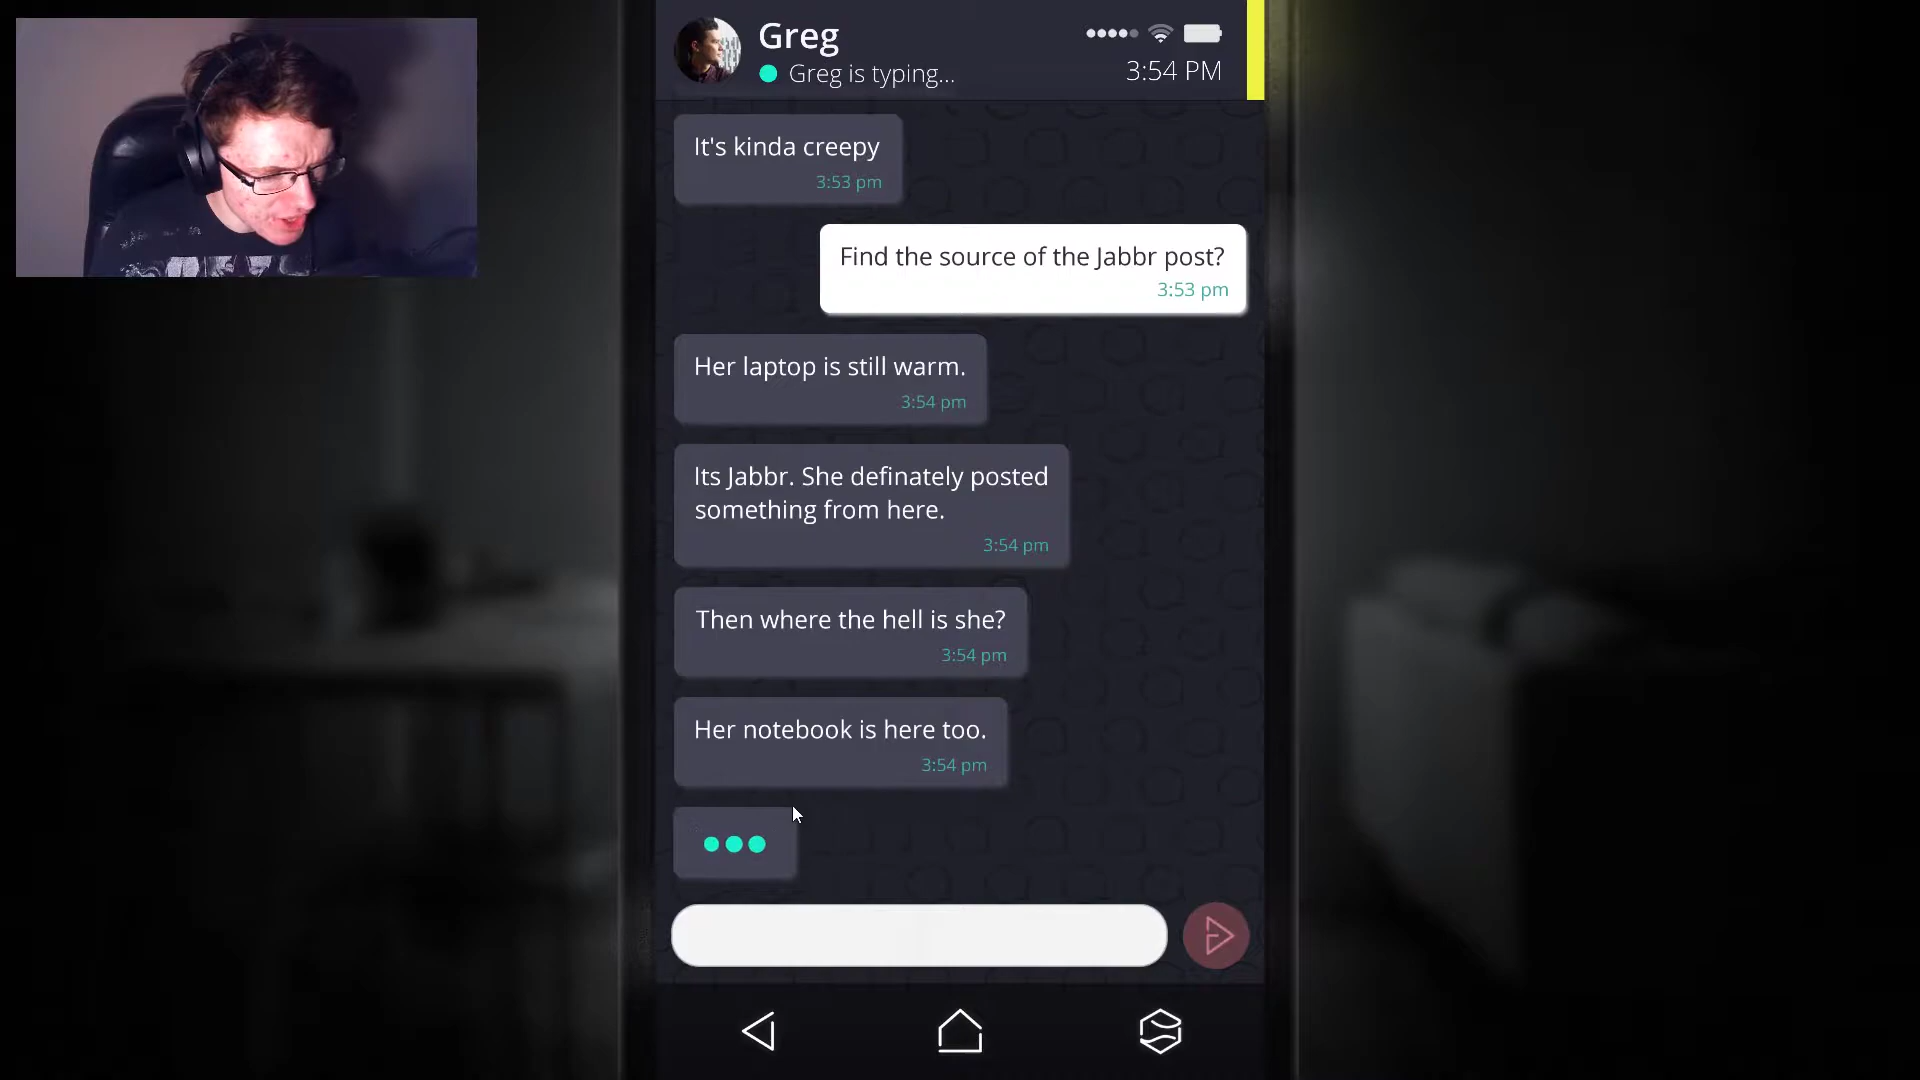 Greg
Greg is typing...
3:54 PM
It's kinda creepy
3:53 pm
Find the source of the Jabbr post?
3:53 pm
Her laptop is still warm.
3:54 pm
Its Jabbr. She definately posted
something from here.
3:54 pm
Then where the hell is she?
3:54 pm
Her notebook is here too.
3:54 pm